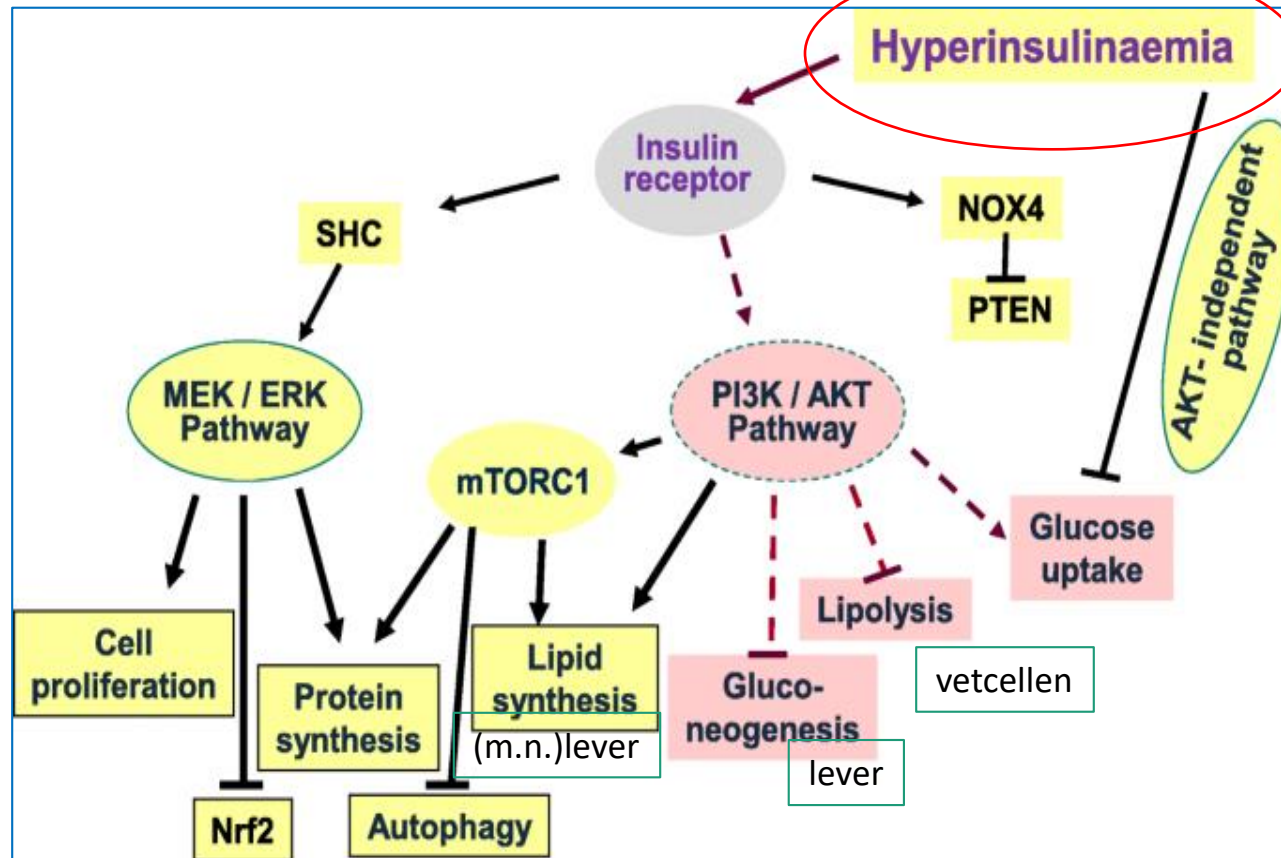 Hyperinsulinaemia
Insulin
receptor
AKT- independent
pathway
NOX4
SHC
PTEN
MEK / ERK
Pathway
PI3K / AKT
Pathway
mTORC1
Glucose
uptake
Lipolysis
vetcellen
Cell
proliferation
Protein
synthesis
Lipid
synthesis
(m.n.)lever
Gluco-
neogenesis
lever
Nrf2
Autophagy